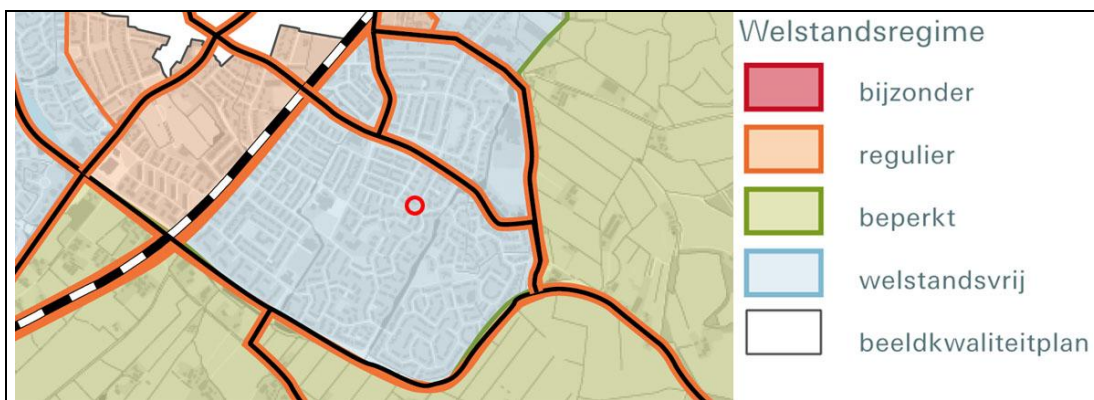 Welstandsregime
bijzonder
regulier
beperkt
welstandsvrij
beeldkwaliteitplan